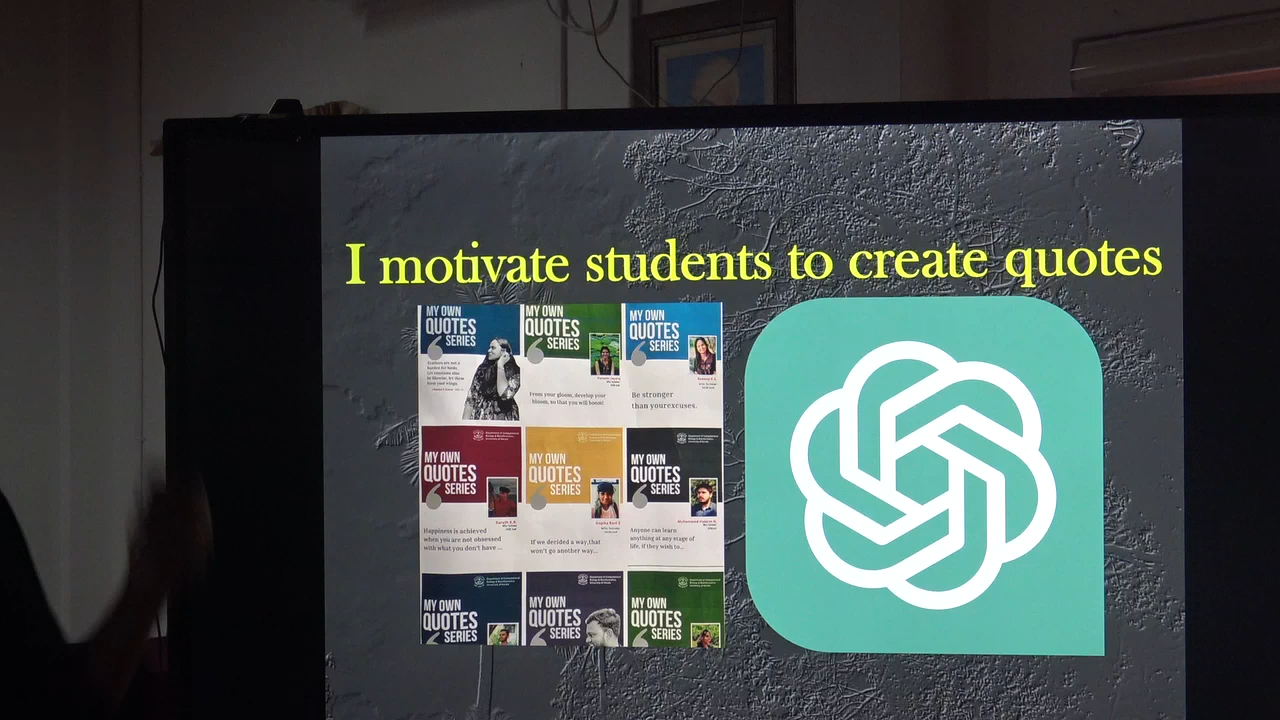 I motivate students to create quotes
MY OWN
QUOTES
SERIES
MY OWN
QUOTES
SERIES
From your gloom, develop your
bloom, so that you will boost!
MY OWN
QUOTES
SERIES
Be stronger
than yourexcuses.
MY OWN
QUOTES
SERIES
Happiness is achieved
when you are not obsessed
with what you don't have ...
MY OWN
QUOTES
SERIES
If we decided a way,that
won't go another way...
MY OWN
QUOTES
SERIES
Anyone can learn
anything at any stage of
life, if they wish to...
MY OWN
QUOTES
SERIES
MY OWN
QUOTES
SERIES
MY OWN
QUOTES
SERIES